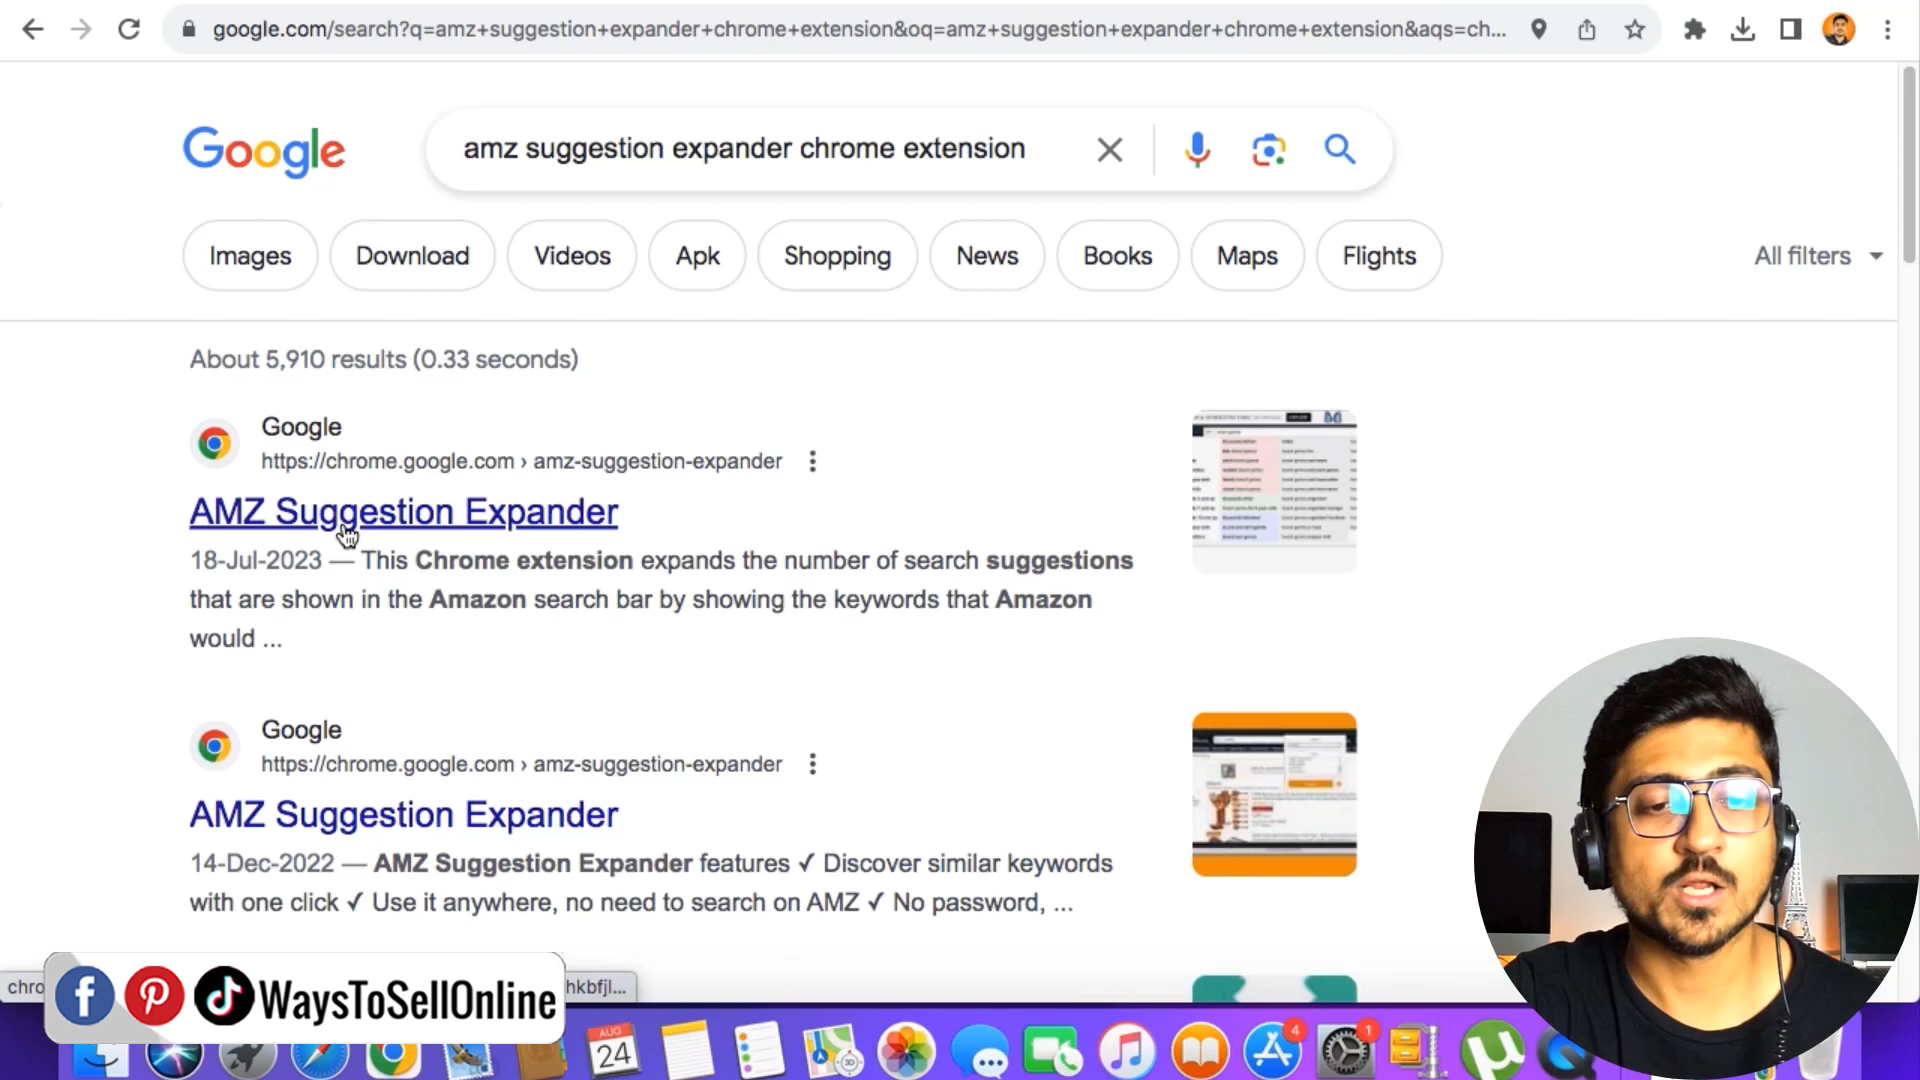 google.com/search?q=amz+suggestion+expander+chrome+extension&oq=amz+suggestion+expander+chrome+extension&aqs=ch...
Google
amz suggestion expander chrome extension
Images
Download
Videos
Apk
Shopping
News
Books
Maps
Flights
All filters
About 5,910 results (0.33 seconds)
Google
https://chrome.google.com › amz-suggestion-expander
AMZ Suggestion Expander
18-Jul-2023 — This Chrome extension expands the number of search suggestions
that are shown in the Amazon search bar by showing the keywords that Amazon
would ...
Google
https://chrome.google.com › amz-suggestion-expander
AMZ Suggestion Expander
14-Dec-2022 — AMZ Suggestion Expander features ✓ Discover similar keywords
with one click ✓ Use it anywhere, no need to search on AMZ ✓ No password, ...
chro
WaysToSellOnline
hkbfjl...
AUG
24
4
1